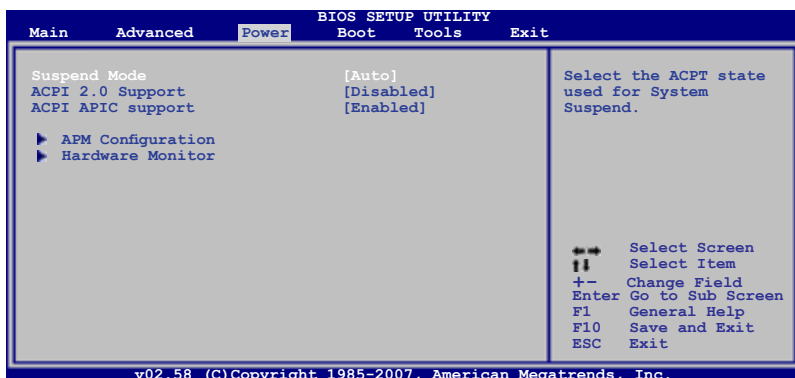 BIOS SETUP UTILITY
Main Advanced Power Boot Tools Exit
Suspend Mode [Auto]
ACPI 2.0 Support [Disabled]
ACPI APIC support [Enabled]
APM Configuration
Hardware Monitor
Select the ACPT state
used for System
Suspend.
Select Screen
Select Item
+- Change Field
Enter Go to Sub Screen
F1 General Help
F10 Save and Exit
ESC Exit
v02.58 (C)Copyright 1985-2007, American Megatrends, Inc.